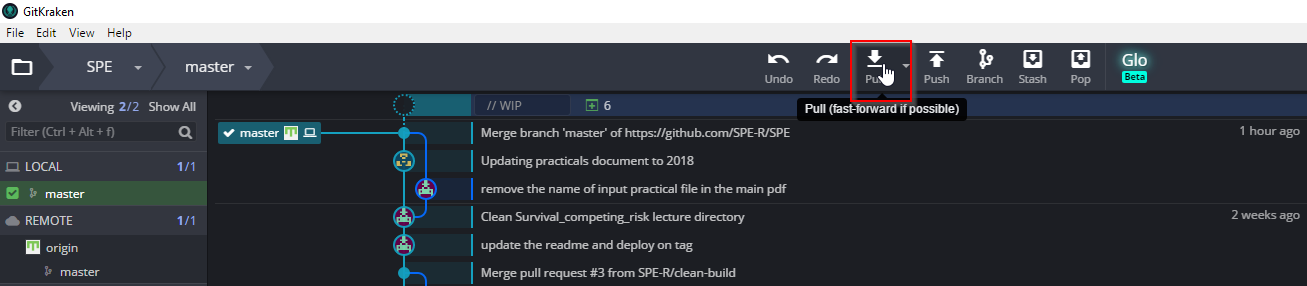 GitKraken
File Edit View Help
SPE master
Undo Redo Pull Push Branch Stash Pop Glo
Beta
Pull (fast-forward if possible)
Viewing 2/2 Show All
// WIP 6
Filter (Ctrl + Alt + f)
master Merge branch 'master' of https://github.com/SPE-R/SPE 1 hour ago
LOCAL 1/1
Updating practicals document to 2018
master
remove the name of input practical file in the main pdf
REMOTE 1/1
Clean Survival_competing_risk lecture directory 2 weeks ago
origin
update the readme and deploy on tag
master
Merge pull request #3 from SPE-R/clean-build